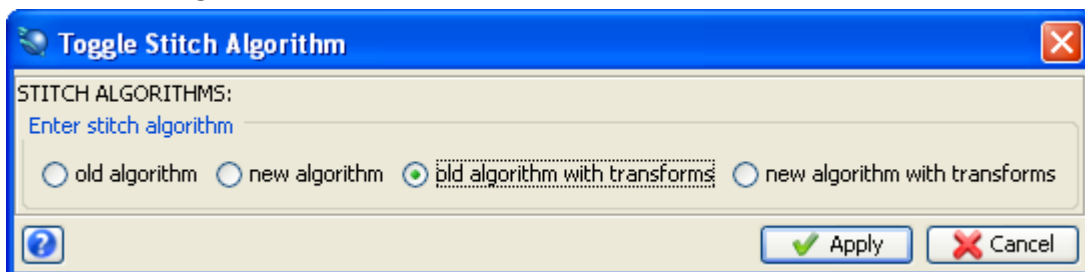 Toggle Stitch Algorithm
STITCH ALGORITHMS:
Enter stitch algorithm
old algorithm new algorithm old algorithm with transforms new algorithm with transforms
? Apply Cancel